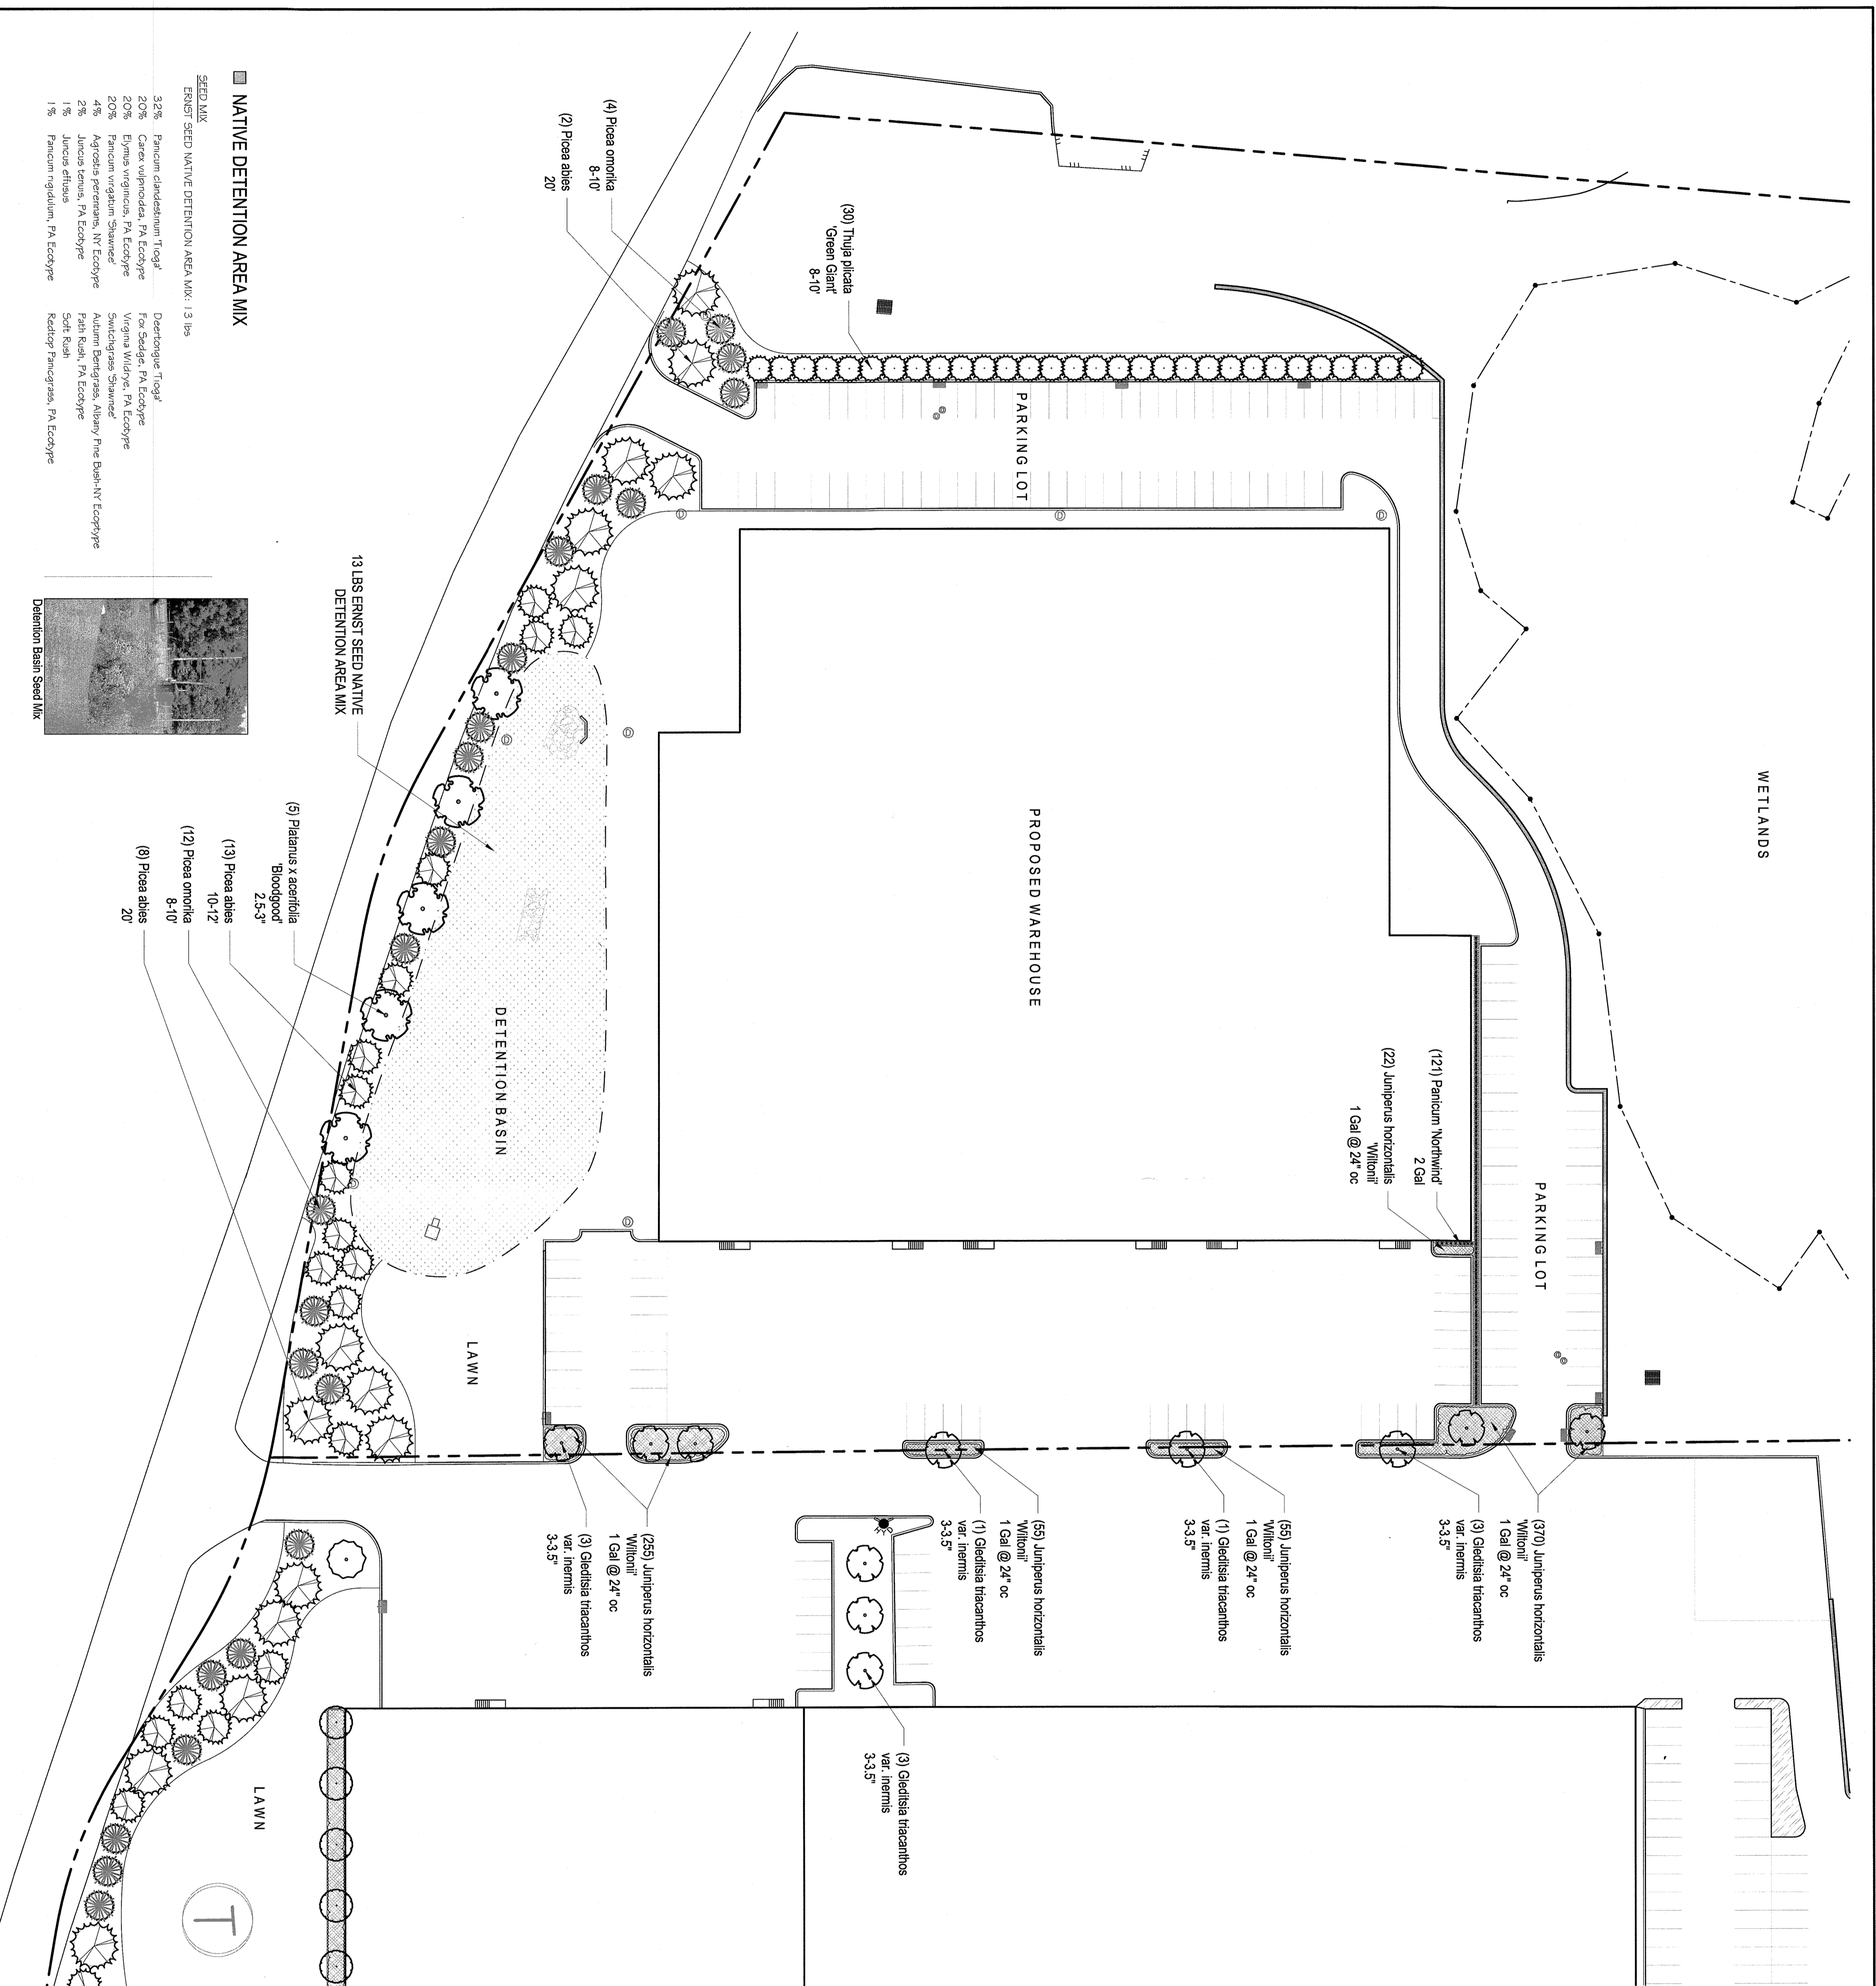 WETLANDS
(4) Picea omorika
8-10'
(2) Picea abies
20'
(30) Thuja plicata
'Green Giant'
8-10'
PARKING LOT
PROPOSED WAREHOUSE
(121) Panicum 'Northwind'
2 Gal
(22) Juniperus horizontalis
'Wiltonii'
1 Gal @ 24" oc
PARKING LOT
(370) Juniperus horizontalis
'Wiltonii'
1 Gal @ 24" oc
(3) Gleditsia triacanthos
var. inermis
3-3.5"
(55) Juniperus horizontalis
'Wiltonii'
1 Gal @ 24" oc
(1) Gleditsia triacanthos
var. inermis
3-3.5"
(55) Juniperus horizontalis
'Wiltonii'
1 Gal @ 24" oc
(1) Gleditsia triacanthos
var. inermis
3-3.5"
(255) Juniperus horizontalis
'Wiltonii'
1 Gal @ 24" oc
(3) Gleditsia triacanthos
var. inermis
3-3.5"
HYD
(3) Gleditsia triacanthos
var. inermis
3-3.5"
DETENTION BASIN
LAWN
LAWN
13 LBS ERNST SEED NATIVE
DETENTION AREA MIX
(5) Platanus x acerifolia
'Bloodgood'
2.5-3"
(13) Picea abies
10-12'
(12) Picea omorika
8-10'
(8) Picea abies
20'
T
NATIVE DETENTION AREA MIX
SEED MIX
ERNST SEED NATIVE DETENTION AREA MIX: 13 lbs
32% Panicum clandestinum 'Tioga' Deertongue 'Tioga'
20% Carex vulpinoidea, PA Ecotype Fox Sedge, PA Ecotype
20% Elymus virginicus, PA Ecotype Virginia Wildrye, PA Ecotype
20% Panicum virgatum 'Shawnee' Switchgrass 'Shawnee'
4% Agrostis perennans, NY Ecotype Autumn Bentgrass, Albany Pine Bush-NY Ecoptype
2% Juncus tenuis, PA Ecotype Path Rush, PA Ecotype
1% Juncus effusus Soft Rush
1% Panicum rigidulum, PA Ecotype Redtop Panicgrass, PA Ecotype
Detention Basin Seed Mix